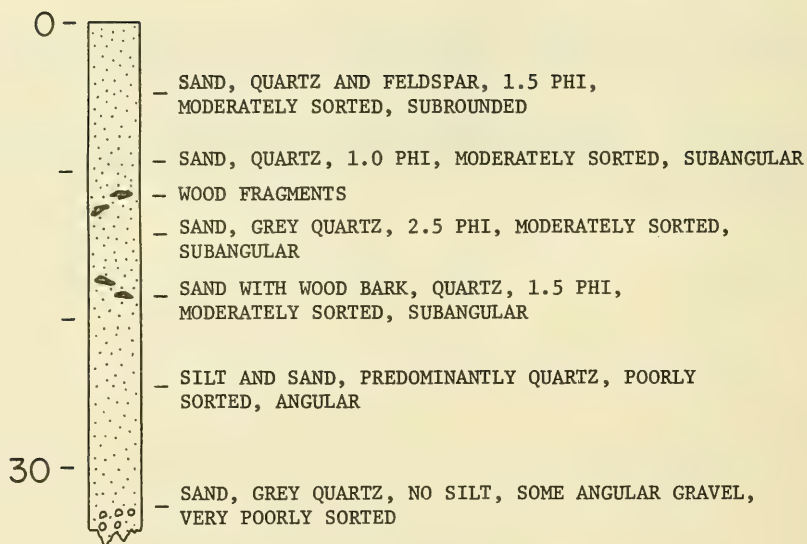 0
SAND, QUARTZ AND FELDSPAR, 1.5 PHI,
MODERATELY SORTED, SUBROUNDED
SAND, QUARTZ, 1.0 PHI, MODERATELY SORTED, SUBANGULAR
WOOD FRAGMENTS
SAND, GREY QUARTZ, 2.5 PHI, MODERATELY SORTED,
SUBANGULAR
SAND WITH WOOD BARK, QUARTZ, 1.5 PHI,
MODERATELY SORTED, SUBANGULAR
SILT AND SAND, PREDOMINANTLY QUARTZ, POORLY
SORTED, ANGULAR
30
SAND, GREY QUARTZ, NO SILT, SOME ANGULAR GRAVEL,
VERY POORLY SORTED